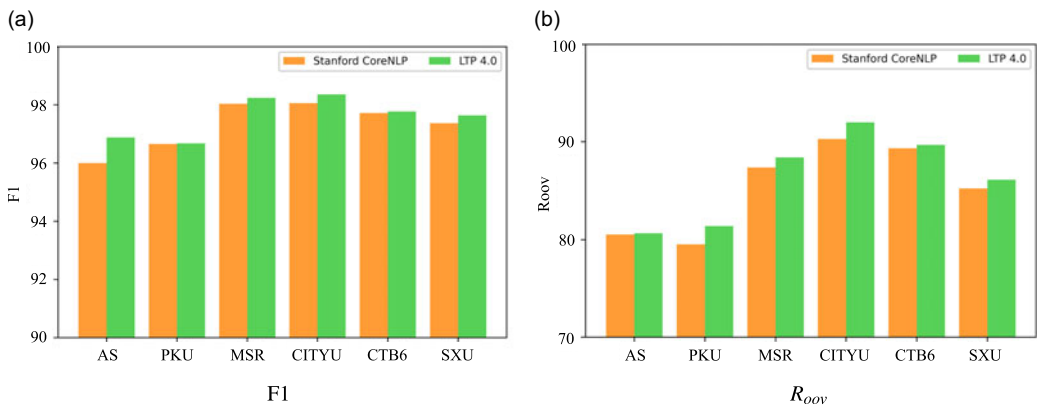 (a)
100
98
96
94
92
90
F1
Stanford CoreNLP LTP 4.0
AS PKU MSR CITYU CTB6 SXU
F1
(b)
100
90
80
70
Roov
Stanford CoreNLP LTP 4.0
AS PKU MSR CITYU CTB6 SXU
Roov